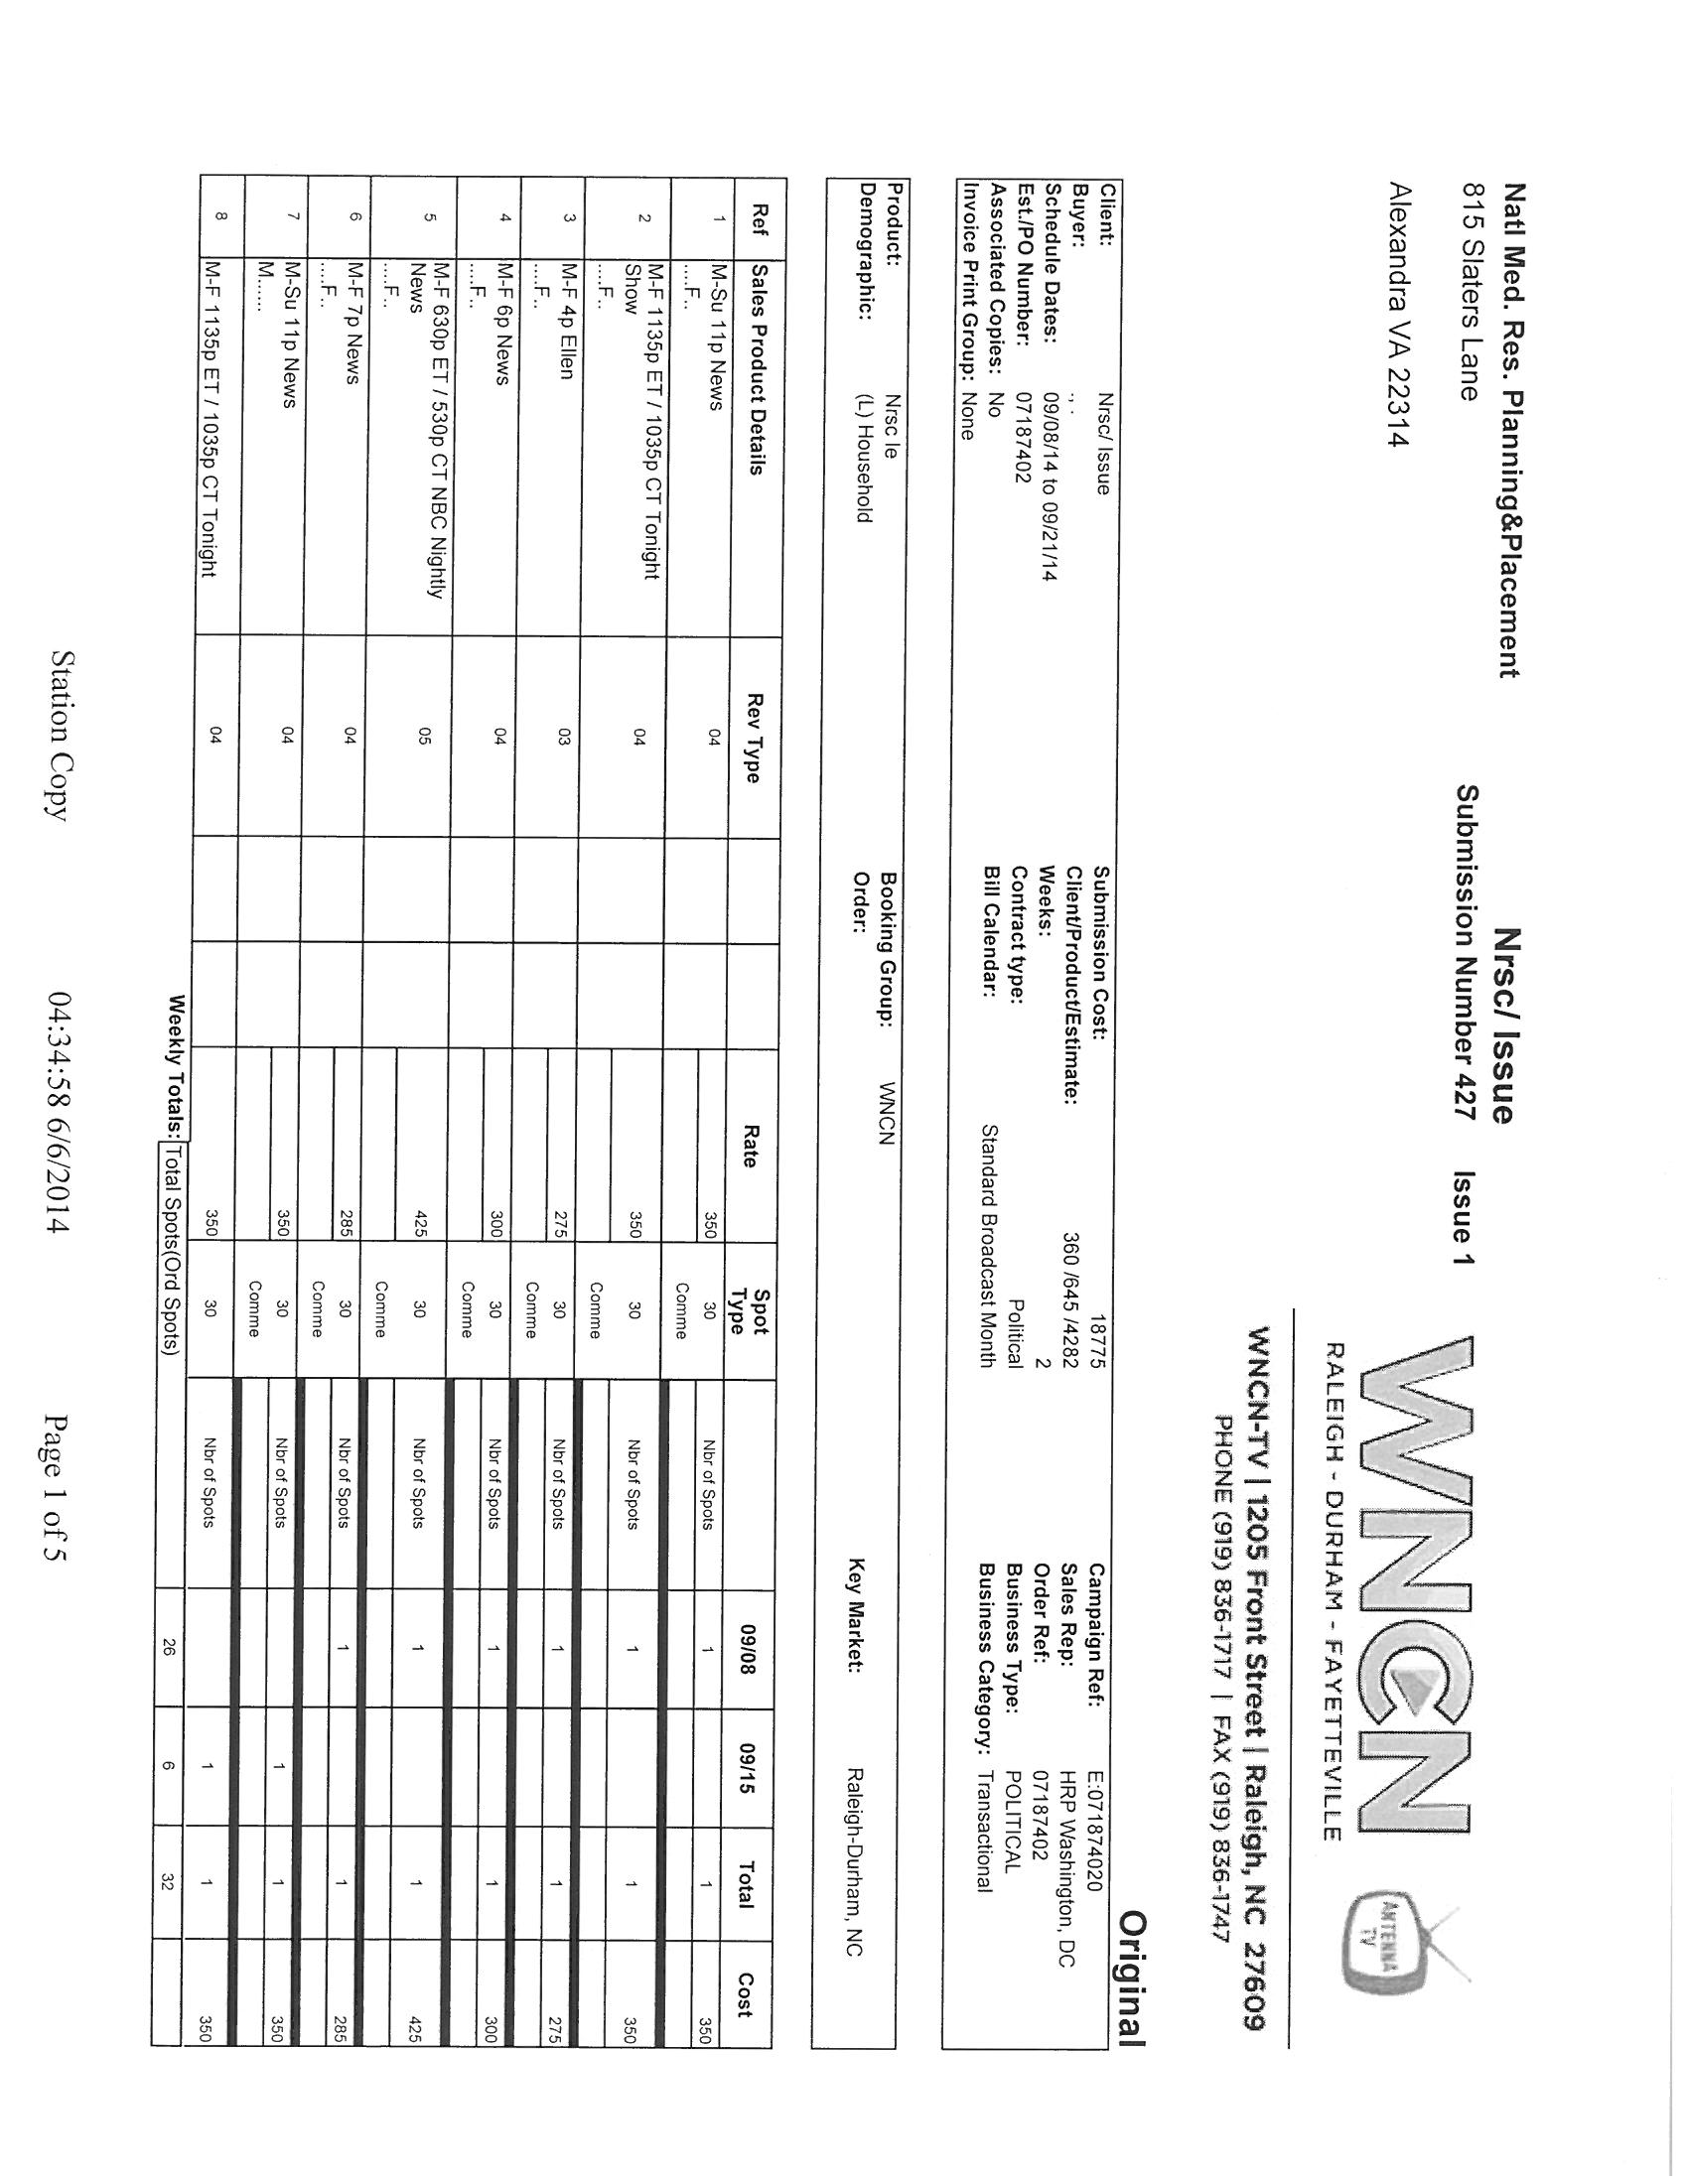 Natl Med. Res. Planning&Placement
815 Slaters Lane
Alexandra VA 22314
Nrsc/ Issue
Submission Number 427 Issue 1
WNCN
RALEIGH - DURHAM - FAYETTEVILLE
ANTENNA
TV
WNCN-TV | 1205 Front Street | Raleigh, NC 27609
PHONE (919) 836-1717 | FAX (919) 836-1747
Original
Client: Nrsc/ Issue Submission Cost: 18775 Campaign Ref: E:071874020
Buyer: ., . Client/Product/Estimate: 360 /645 /4282 Sales Rep: HRP Washington, DC
Schedule Dates: 09/08/14 to 09/21/14 Weeks: 2 Order Ref: 07187402
Est./PO Number: 07187402 Contract type: Political Business Type: POLITICAL
Associated Copies: No Bill Calendar: Standard Broadcast Month Business Category: Transactional
Invoice Print Group: None
Product: Nrsc Ie Booking Group: WNCN
Demographic: (L) Household Order: Key Market: Raleigh-Durham, NC
Ref Sales Product Details Rev Type Rate Spot Type 09/08 09/15 Total Cost
1 M-Su 11p News 04 350 30 Nbr of Spots 1 1 350
....F.. Comme
2 M-F 1135p ET / 1035p CT Tonight 04 350 30 Nbr of Spots 1 1 350
Show
....F.. Comme
3 M-F 4p Ellen 03 275 30 Nbr of Spots 1 1 275
....F.. Comme
4 M-F 6p News 04 300 30 Nbr of Spots 1 1 300
....F.. Comme
5 M-F 630p ET / 530p CT NBC Nightly 05 425 30 Nbr of Spots 1 1 425
News
....F.. Comme
6 M-F 7p News 04 285 30 Nbr of Spots 1 1 285
....F.. Comme
7 M-Su 11p News 04 350 30 Nbr of Spots 1 1 350
M...... Comme
8 M-F 1135p ET / 1035p CT Tonight 04 350 30 Nbr of Spots 1 1 350
Weekly Totals: Total Spots(Ord Spots) 26 6 32
Station Copy 04:34:58 6/6/2014 Page 1 of 5